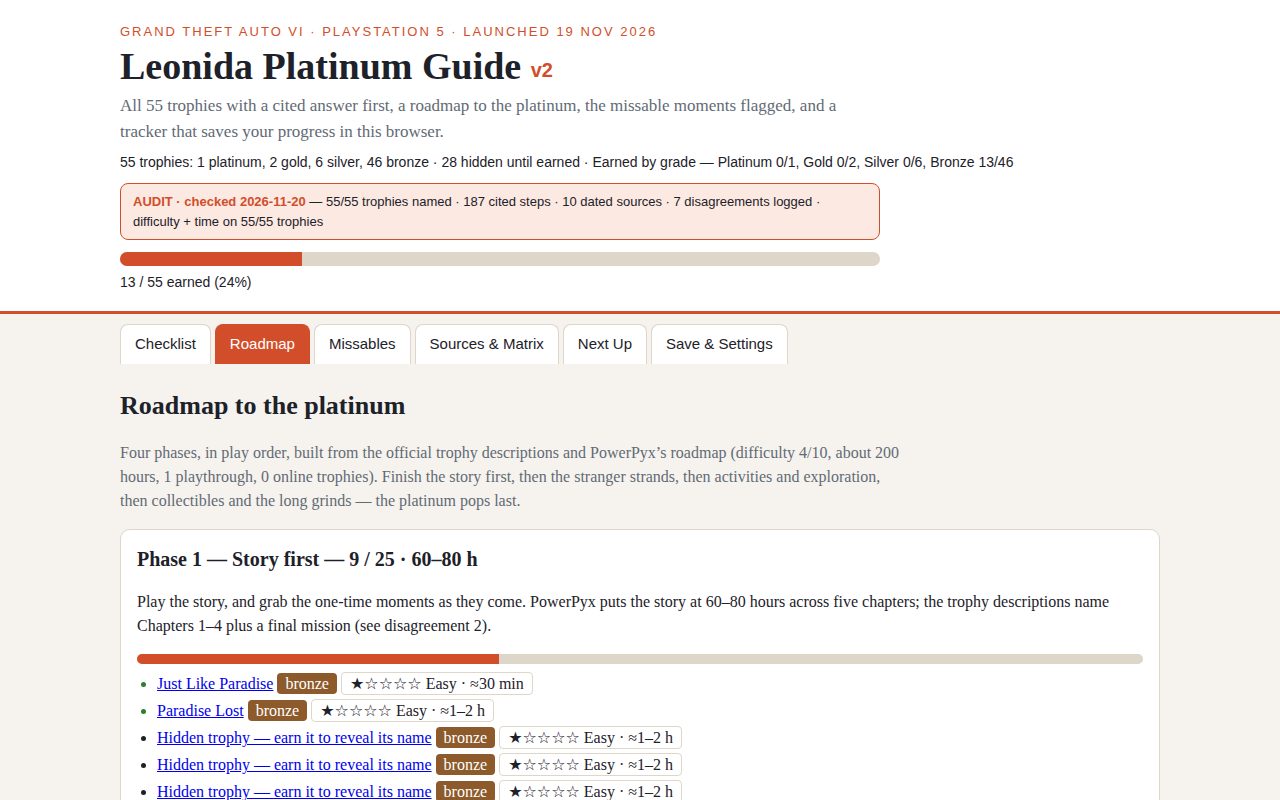 GRAND THEFT AUTO VI · PLAYSTATION 5 · LAUNCHED 19 NOV 2026
Leonida Platinum Guide v2
All 55 trophies with a cited answer first, a roadmap to the platinum, the missable moments flagged, and a
tracker that saves your progress in this browser.
55 trophies: 1 platinum, 2 gold, 6 silver, 46 bronze · 28 hidden until earned · Earned by grade — Platinum 0/1, Gold 0/2, Silver 0/6, Bronze 13/46
AUDIT · checked 2026-11-20 — 55/55 trophies named · 187 cited steps · 10 dated sources · 7 disagreements logged ·
difficulty + time on 55/55 trophies
13 / 55 earned (24%)
Checklist Roadmap Missables Sources & Matrix Next Up Save & Settings
Roadmap to the platinum
Four phases, in play order, built from the official trophy descriptions and PowerPyx’s roadmap (difficulty 4/10, about 200
hours, 1 playthrough, 0 online trophies). Finish the story first, then the stranger strands, then activities and exploration,
then collectibles and the long grinds — the platinum pops last.
Phase 1 — Story first — 9 / 25 · 60–80 h
Play the story, and grab the one-time moments as they come. PowerPyx puts the story at 60–80 hours across five chapters; the trophy descriptions name
Chapters 1–4 plus a final mission (see disagreement 2).
• Just Like Paradise bronze ★☆☆☆☆ Easy · ≈30 min
• Paradise Lost bronze ★☆☆☆☆ Easy · ≈1–2 h
• Hidden trophy — earn it to reveal its name bronze ★☆☆☆☆ Easy · ≈1–2 h
• Hidden trophy — earn it to reveal its name bronze ★☆☆☆☆ Easy · ≈1–2 h
• Hidden trophy — earn it to reveal its name bronze ★☆☆☆☆ Easy · ≈1–2 h